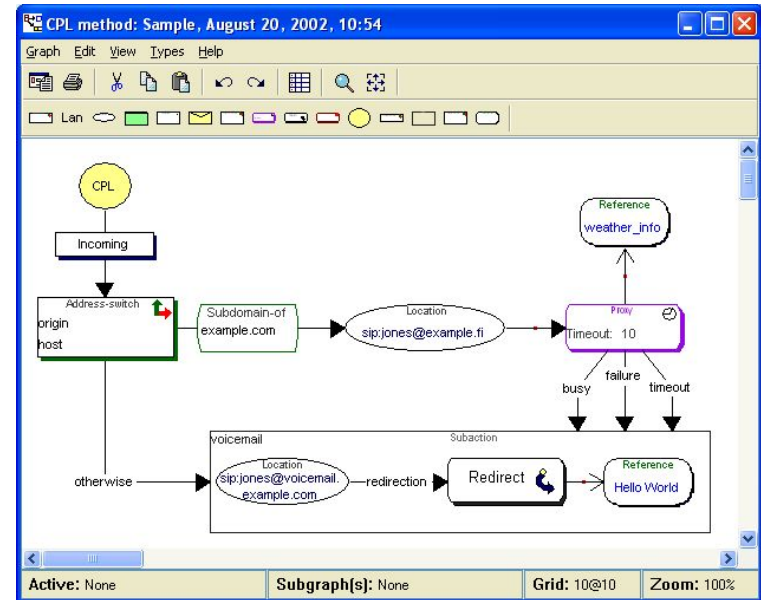 CPL method: Sample, August 20, 2002, 10:54
Graph Edit View Types Help
Lan
CPL
Incoming
Address-switch
origin
host
Subdomain-of
example.com
Location
sip:jones@example.fi
Reference
weather_info
Proxy
Timeout: 10
busy
failure
timeout
otherwise
voicemail
Subaction
Location
sip:jones@voicemail.
example.com
redirection
Redirect
Reference
Hello World
Active: None
Subgraph(s): None
Grid: 10@10
Zoom: 100%